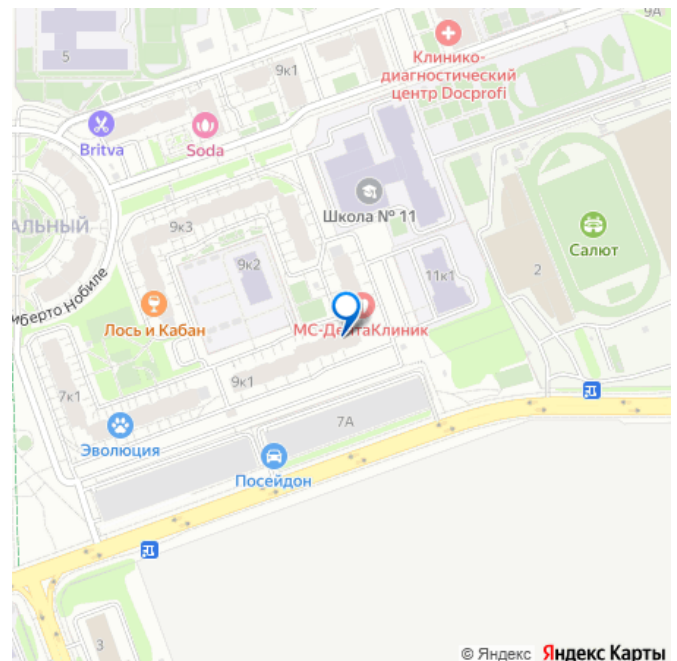 9А
5
9к1
Клинико-
диагностический
центр Docprofi
Britva
Soda
Школа № 11
АЛЬНЫЙ
9к3
Салют
9к2
11к1
2
иберто Нобиле
Лось и Кабан
МС-ДентаКлиник
9к1
7к1
7А
Эволюция
Посейдон
3
© Яндекс Яндекс Карты